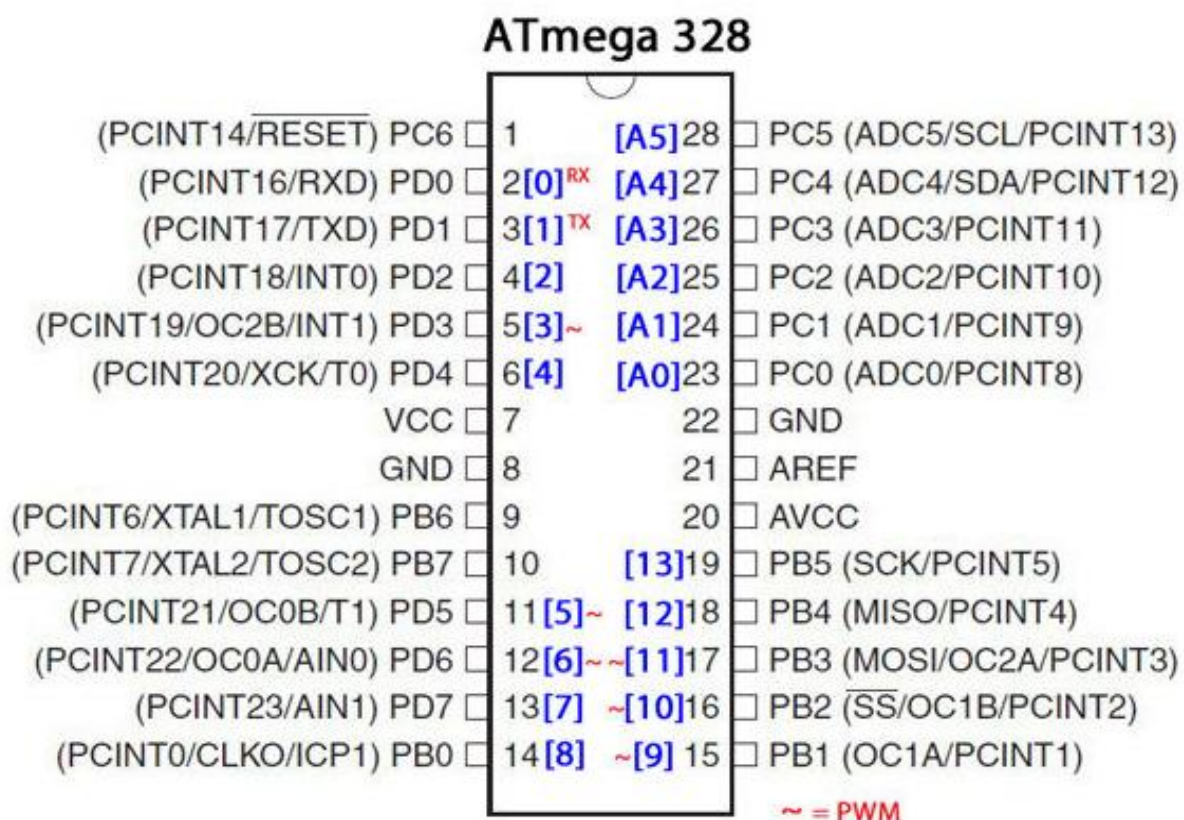 ATmega 328
(PCINT14/RESET) PC6 1 [A5] 28 PC5 (ADC5/SCL/PCINT13)
(PCINT16/RXD) PD0 2 [0] RX [A4] 27 PC4 (ADC4/SDA/PCINT12)
(PCINT17/TXD) PD1 3 [1] TX [A3] 26 PC3 (ADC3/PCINT11)
(PCINT18/INT0) PD2 4 [2] [A2] 25 PC2 (ADC2/PCINT10)
(PCINT19/OC2B/INT1) PD3 5 [3]~ [A1] 24 PC1 (ADC1/PCINT9)
(PCINT20/XCK/T0) PD4 6 [4] [A0] 23 PC0 (ADC0/PCINT8)
VCC 7 22 GND
GND 8 21 AREF
(PCINT6/XTAL1/TOSC1) PB6 9 20 AVCC
(PCINT7/XTAL2/TOSC2) PB7 10 [13] 19 PB5 (SCK/PCINT5)
(PCINT21/OC0B/T1) PD5 11 [5]~ [12] 18 PB4 (MISO/PCINT4)
(PCINT22/OC0A/AIN0) PD6 12 [6]~ ~[11] 17 PB3 (MOSI/OC2A/PCINT3)
(PCINT23/AIN1) PD7 13 [7] ~[10] 16 PB2 (SS/OC1B/PCINT2)
(PCINT0/CLKO/ICP1) PB0 14 [8] ~[9] 15 PB1 (OC1A/PCINT1)
~ = PWM